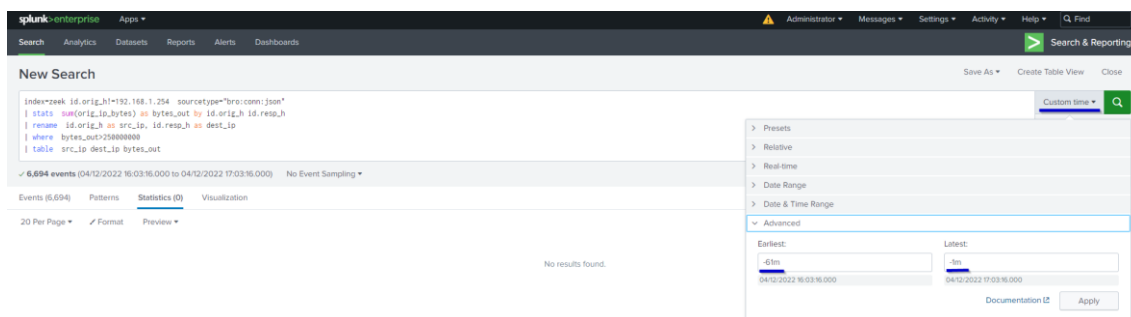 splunk>enterprise Apps ▾ Administrator ▾ Messages ▾ Settings ▾ Activity ▾ Help ▾ Find
Search Analytics Datasets Reports Alerts Dashboards Search & Reporting
New Search Save As ▾ Create Table View Close
index=zeek id.orig_h!=192.168.1.254 sourcetype="bro:conn:json" Custom time ▾
| stats sum(orig_ip_bytes) as bytes_out by id.orig_h id.resp_h
| rename id.orig_h as src_ip, id.resp_h as dest_ip
| where bytes_out>250000000
| table src_ip dest_ip bytes_out
> Presets
> Relative
✓ 6,694 events (04/12/2022 16:03:16.000 to 04/12/2022 17:03:16.000) No Event Sampling ▾
> Real-time
> Date Range
Events (6,694) Patterns Statistics (0) Visualization
> Date & Time Range
20 Per Page ▾ Format Preview ▾
Advanced
Earliest: Latest:
No results found.
-61m -1m
04/12/2022 16:03:16.000 04/12/2022 17:03:16.000
Documentation Apply